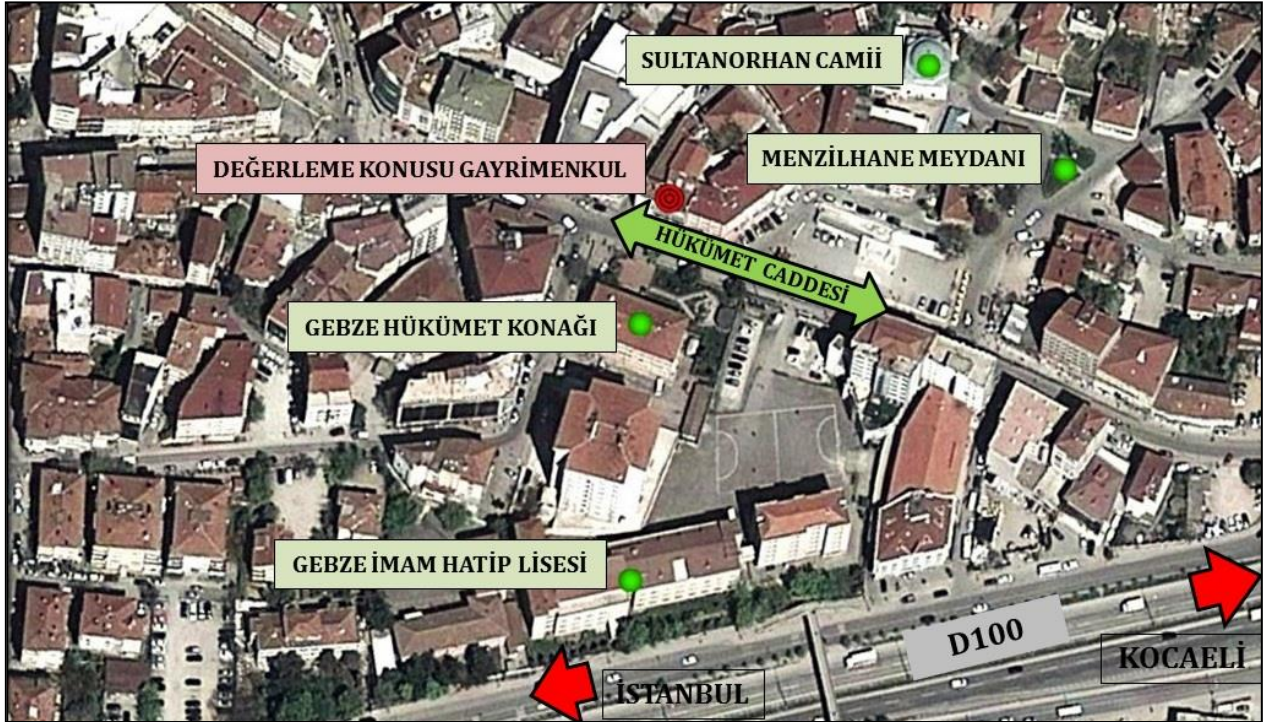 SULTANORHAN CAMİİ
MENZİLHANE MEYDANI
DEĞERLEME KONUSU GAYRİMENKUL
HÜKÜMET CADDESİ
GEBZE HÜKÜMET KONAĞI
GEBZE İMAM HATİP LİSESİ
D100
KOCAELİ
İSTANBUL